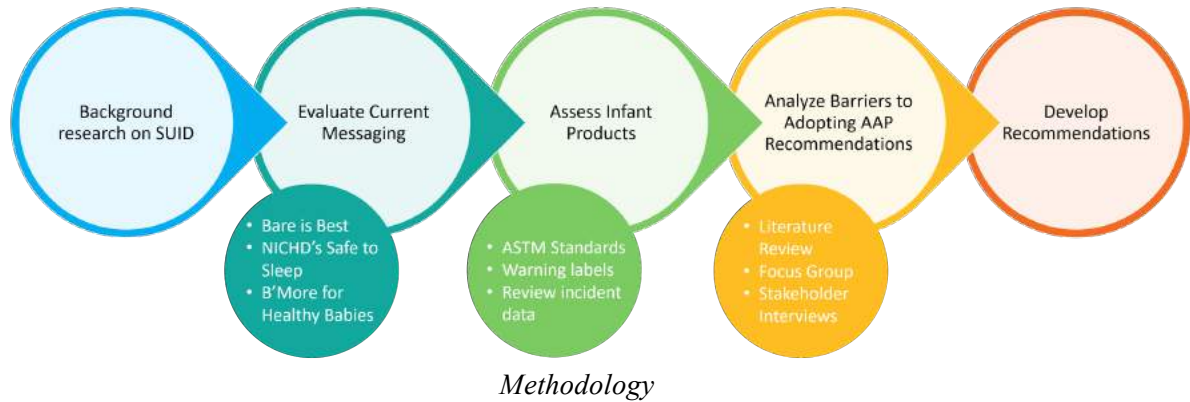 Background
research on SUID
Evaluate Current
Messaging
Assess Infant
Products
Analyze Barriers to
Adopting AAP
Recommendations
Develop
Recommendations
• Bare is Best
• NICHD's Safe to
Sleep
• B'More for
Healthy Babies
• ASTM Standards
• Warning labels
• Review incident
data
• Literature
Review
• Focus Group
• Stakeholder
Interviews
Methodology